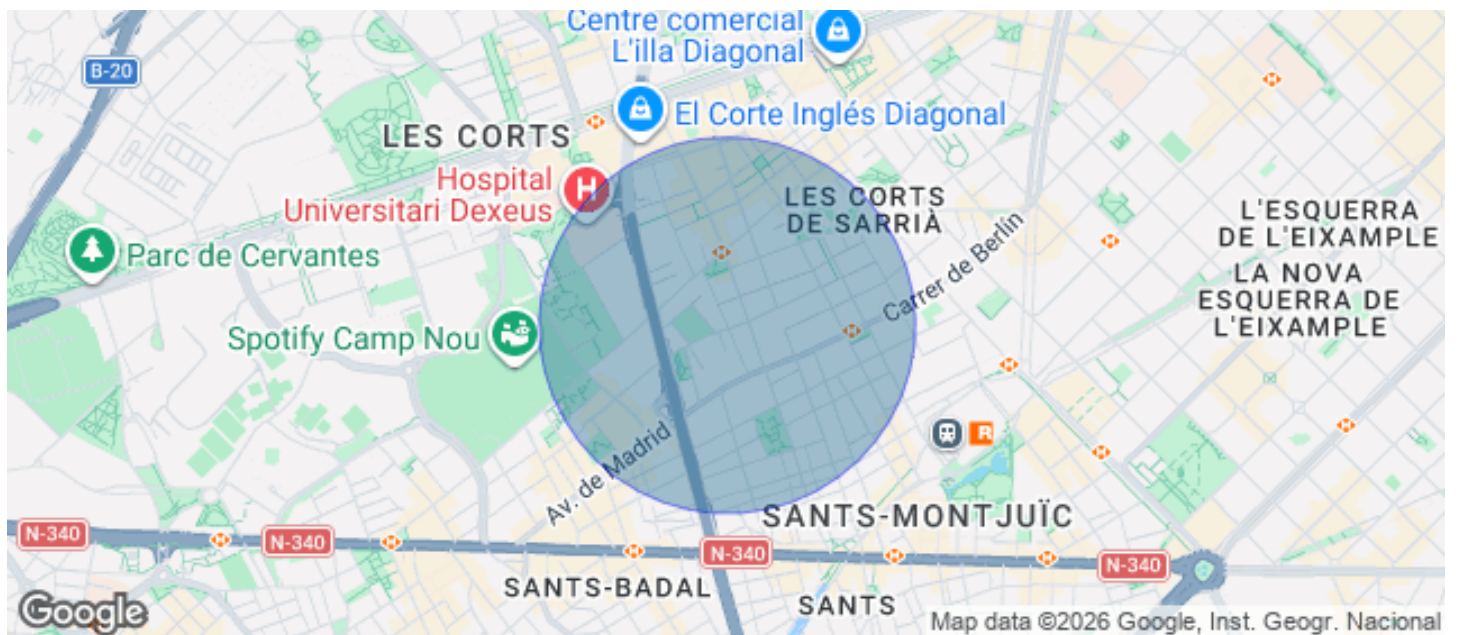 Centre comercial
L'illa Diagonal
B-20
El Corte Inglés Diagonal
LES CORTS
Hospital
Universitari Dexeus
H
LES CORTS
DE SARRIÀ
L'ESQUERRA
DE L'EIXAMPLE
Parc de Cervantes
Carrer de Berlín
LA NOVA
ESQUERRA DE
L'EIXAMPLE
Spotify Camp Nou
R
Av. de Madrid
SANTS-MONTJUÏC
N-340
N-340
N-340
N-340
SANTS-BADAL
SANTS
Google
Map data ©2026 Google, Inst. Geogr. Nacional